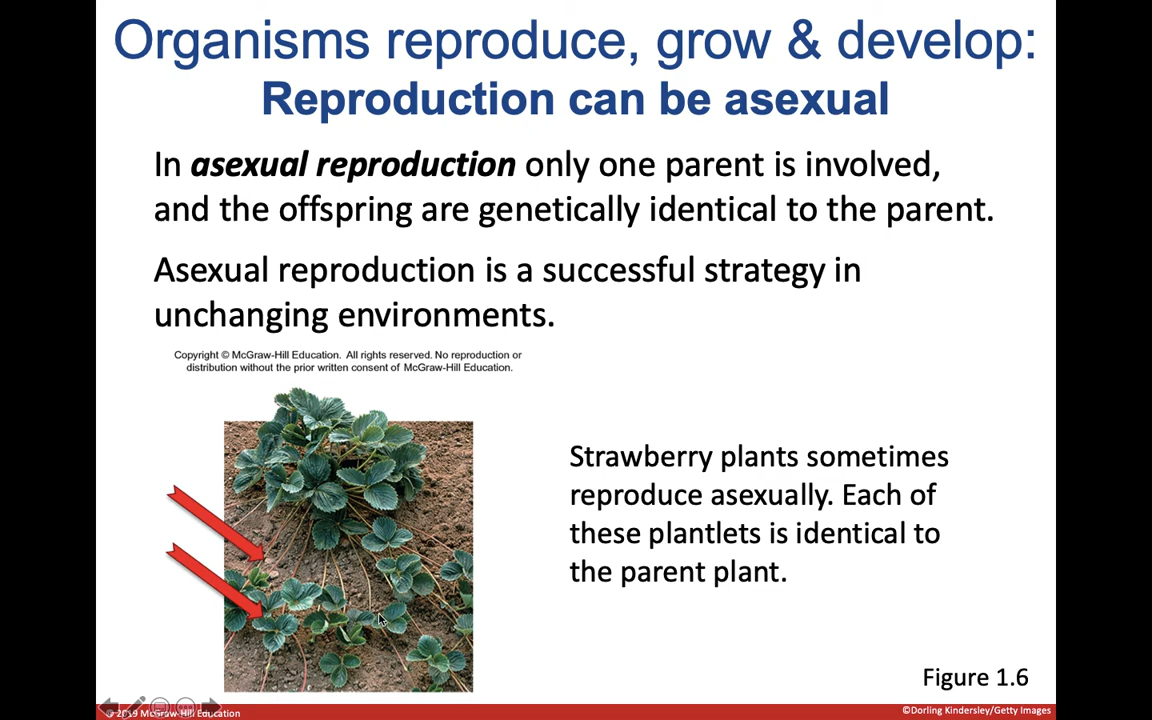 Organisms reproduce, grow & develop:
Reproduction can be asexual
In asexual reproduction only one parent is involved,
and the offspring are genetically identical to the parent.
Asexual reproduction is a successful strategy in
unchanging environments.
Copyright © McGraw-Hill Education. All rights reserved. No reproduction or
distribution without the prior written consent of McGraw-Hill Education.
Strawberry plants sometimes
reproduce asexually. Each of
these plantlets is identical to
the parent plant.
Figure 1.6
© 2019 McGraw-Hill Education
©Dorling Kindersley/Getty Images